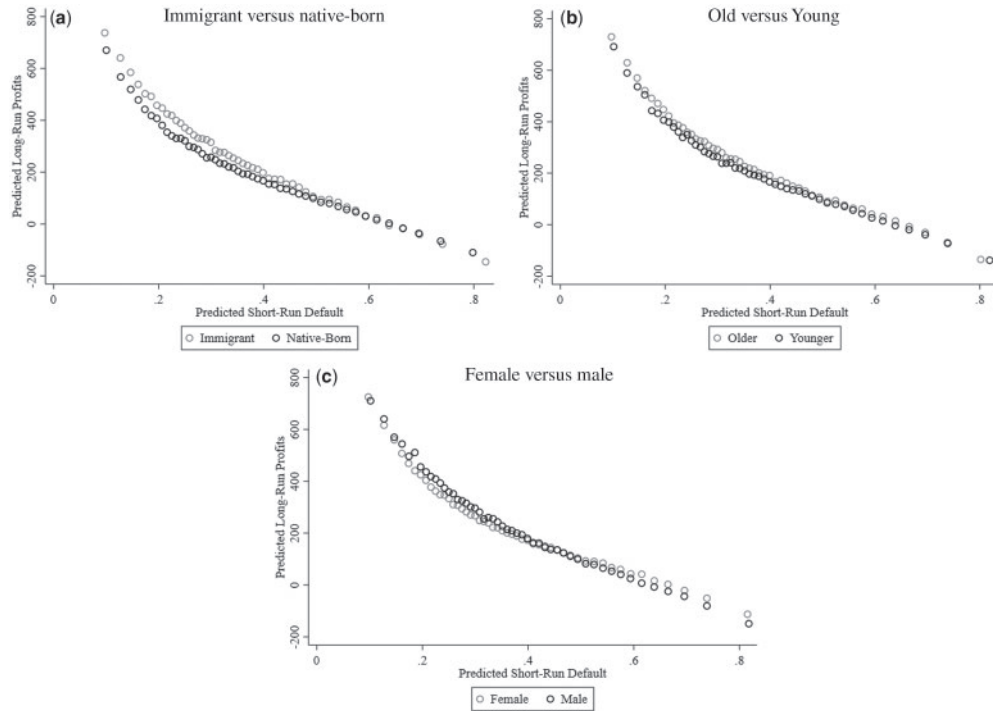 (a) Immigrant versus native-born
Predicted Long-Run Profits
800
600
400
200
0
-200
0 .2 .4 .6 .8
Predicted Short-Run Default
Immigrant Native-Born
(b) Old versus Young
Predicted Long-Run Profits
800
600
400
200
0
-200
0 .2 .4 .6 .8
Predicted Short-Run Default
Older Younger
(c) Female versus male
Predicted Long-Run Profits
800
600
400
200
0
-200
0 .2 .4 .6 .8
Predicted Short-Run Default
Female Male